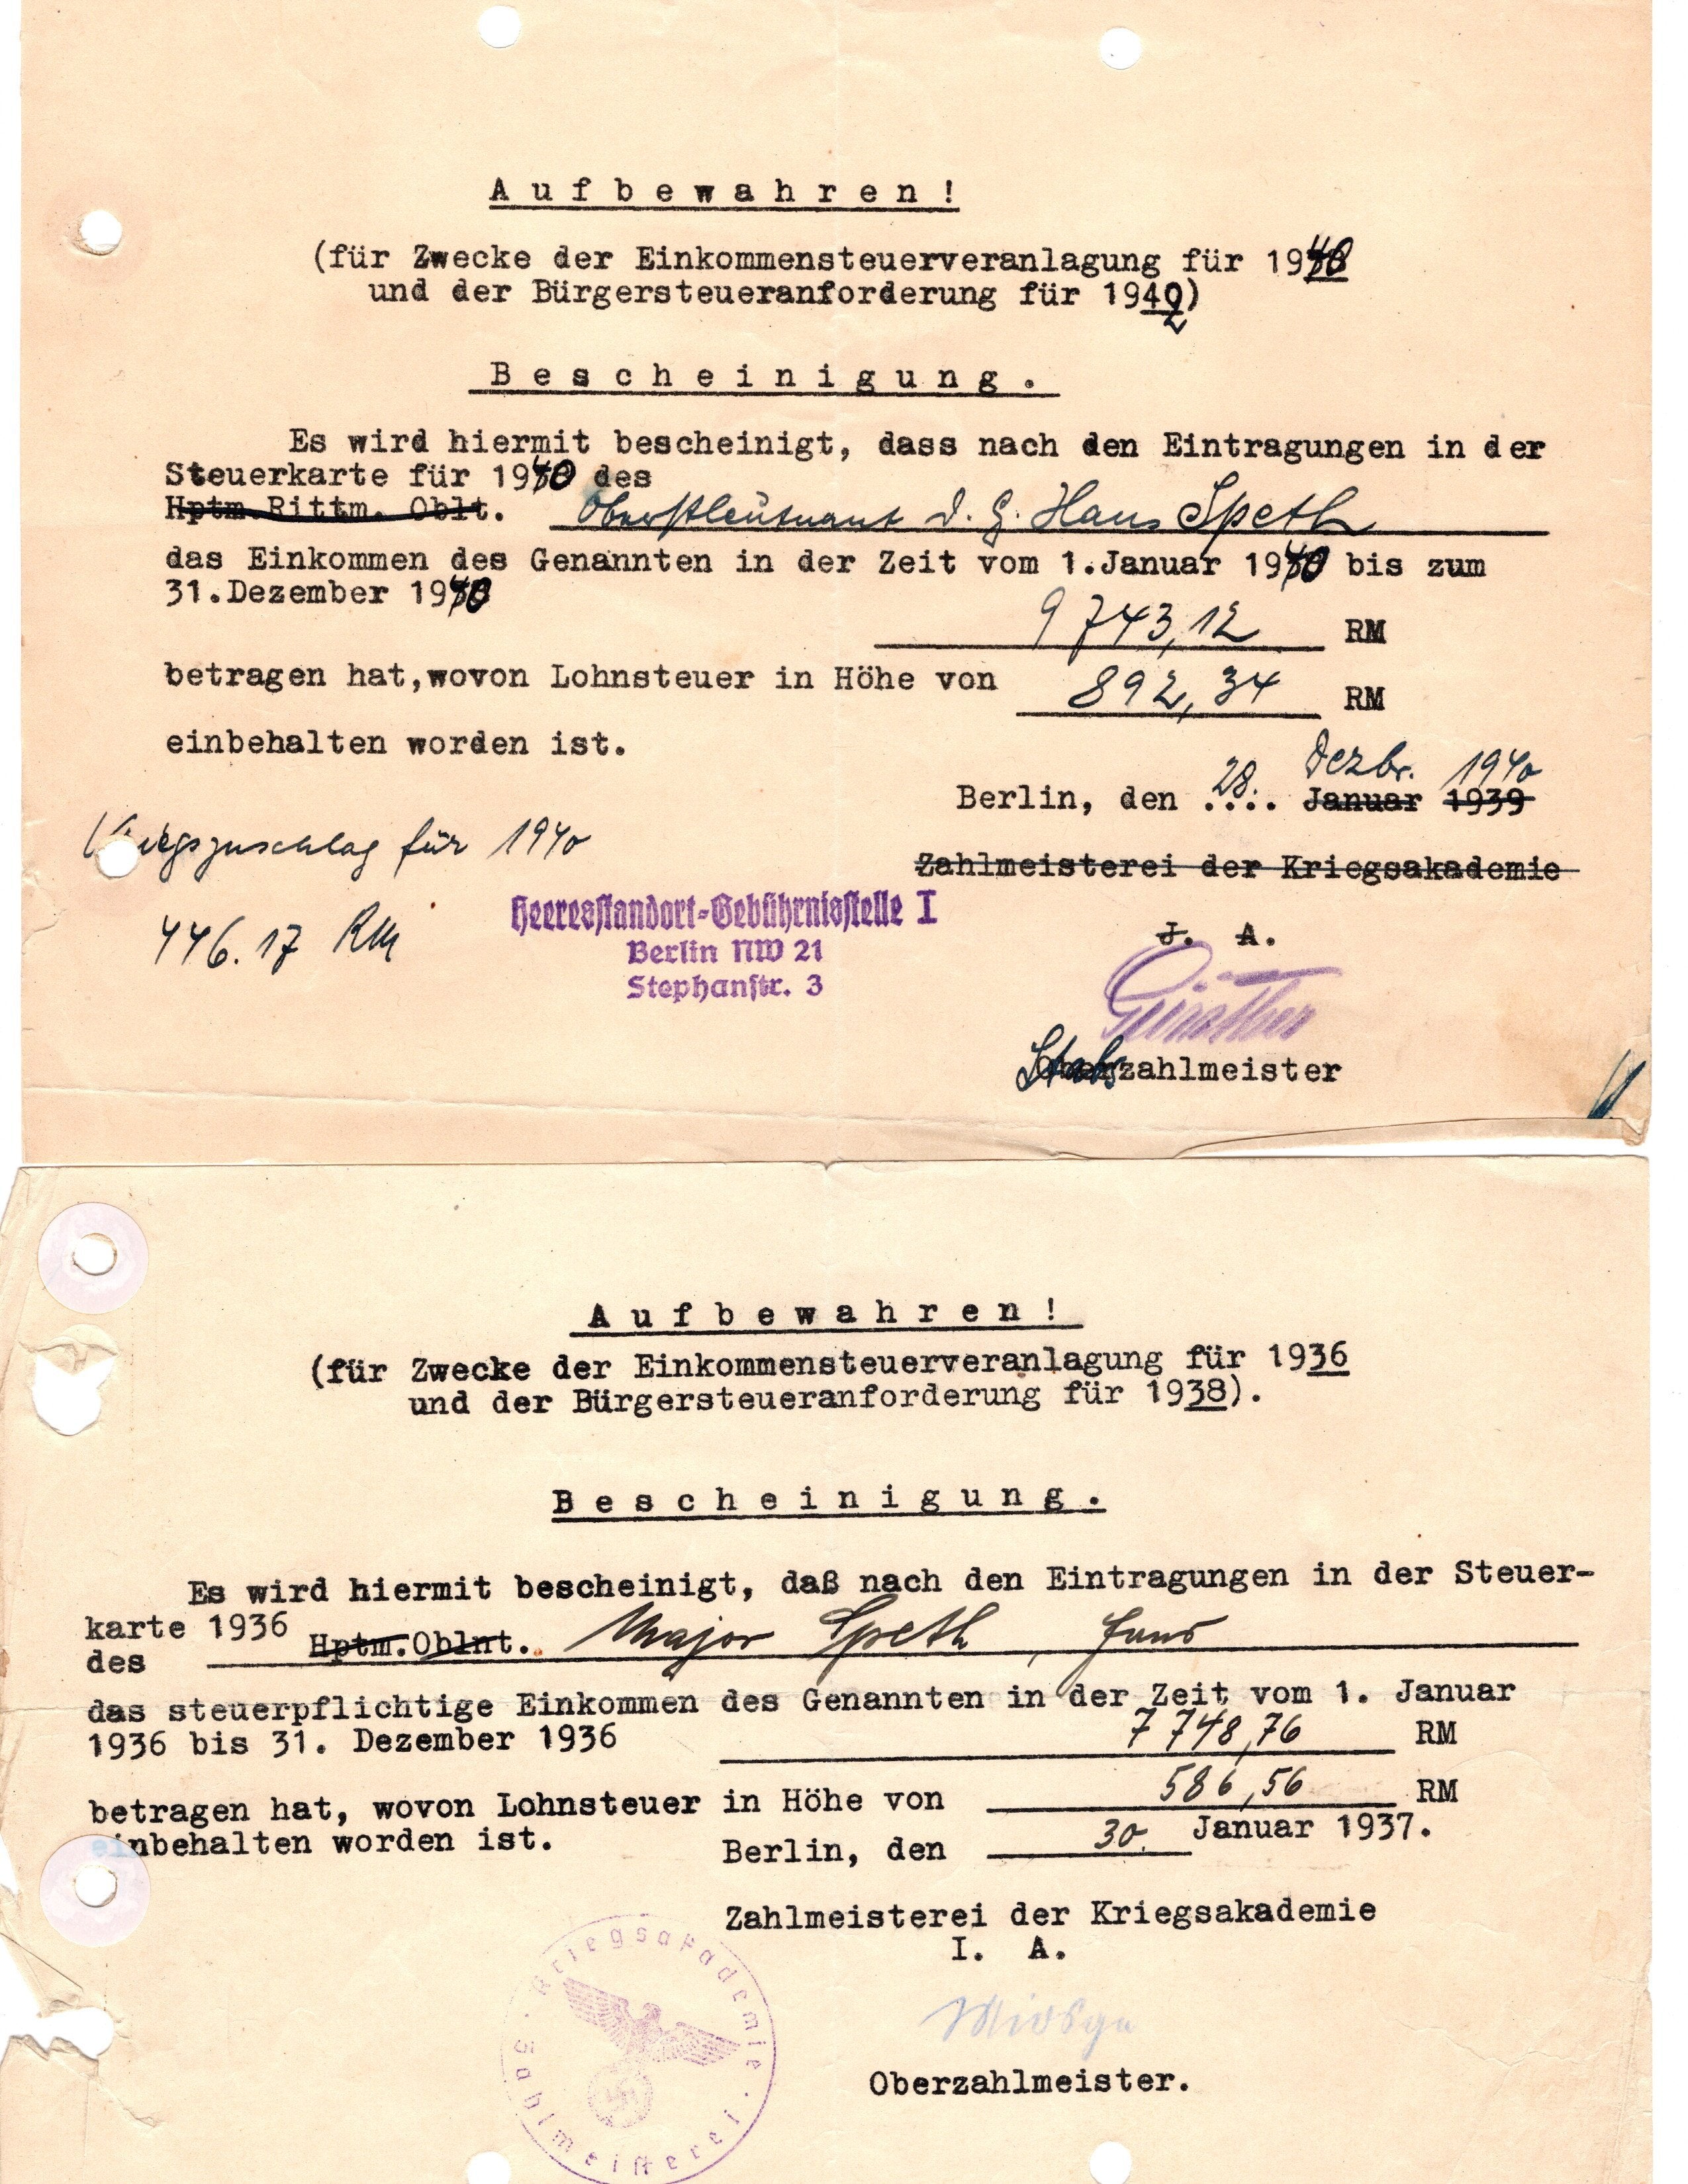 Aufbewahren!
(für Zwecke der Einkommensteuerveranlagung für 1940
und der Bürgersteueranforderung für 1942)
Bescheinigung.
Es wird hiermit bescheinigt, dass nach den Eintragungen in der
Steuerkarte für 1940 des
Hptm. Rittm. Oblt. Oberstleutnant d. G. Hans Speth
das Einkommen des Genannten in der Zeit vom 1.Januar 1940 bis zum
31.Dezember 1940
9 743,12 RM
betragen hat,wovon Lohnsteuer in Höhe von 892,34 RM
einbehalten worden ist.
Dezbr. 1940
Berlin, den 28. Januar 1939
Kriegszuschlag für 1940
Zahlmeisterei der Kriegsakademie
446.17 RM
Heeresstandort-Gebührnisstelle I
Berlin NW 21
Stephanstr. 3
J. A.
Günther
Stabszahlmeister
Aufbewahren!
(für Zwecke der Einkommensteuerveranlagung für 1936
und der Bürgersteueranforderung für 1938).
Bescheinigung.
Es wird hiermit bescheinigt, daß nach den Eintragungen in der Steuer-
karte 1936
des Hptm.Oblnt. Major Speth, Hans
das steuerpflichtige Einkommen des Genannten in der Zeit vom 1. Januar
1936 bis 31. Dezember 1936 7 748,76 RM
betragen hat, wovon Lohnsteuer in Höhe von 586,56 RM
einbehalten worden ist.
Berlin, den 30. Januar 1937.
Zahlmeisterei der Kriegsakademie
I. A.
Oberzahlmeister.
Kriegsakademie
Zahlmeisterei